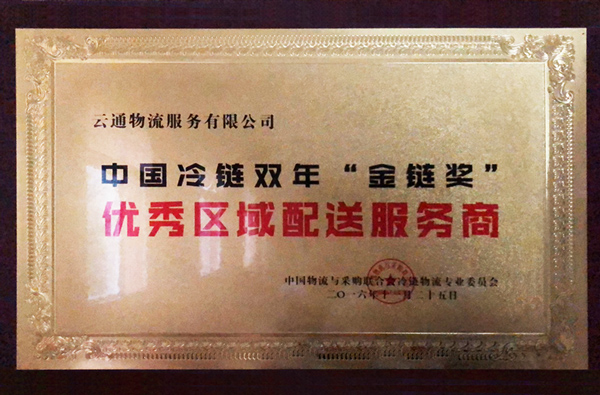 云通物流服务有限公司
中国冷链双年“金链奖”
优秀区域配送服务商
中国物流与采购联合会冷链物流专业委员会
二〇一六年十一月二十五日